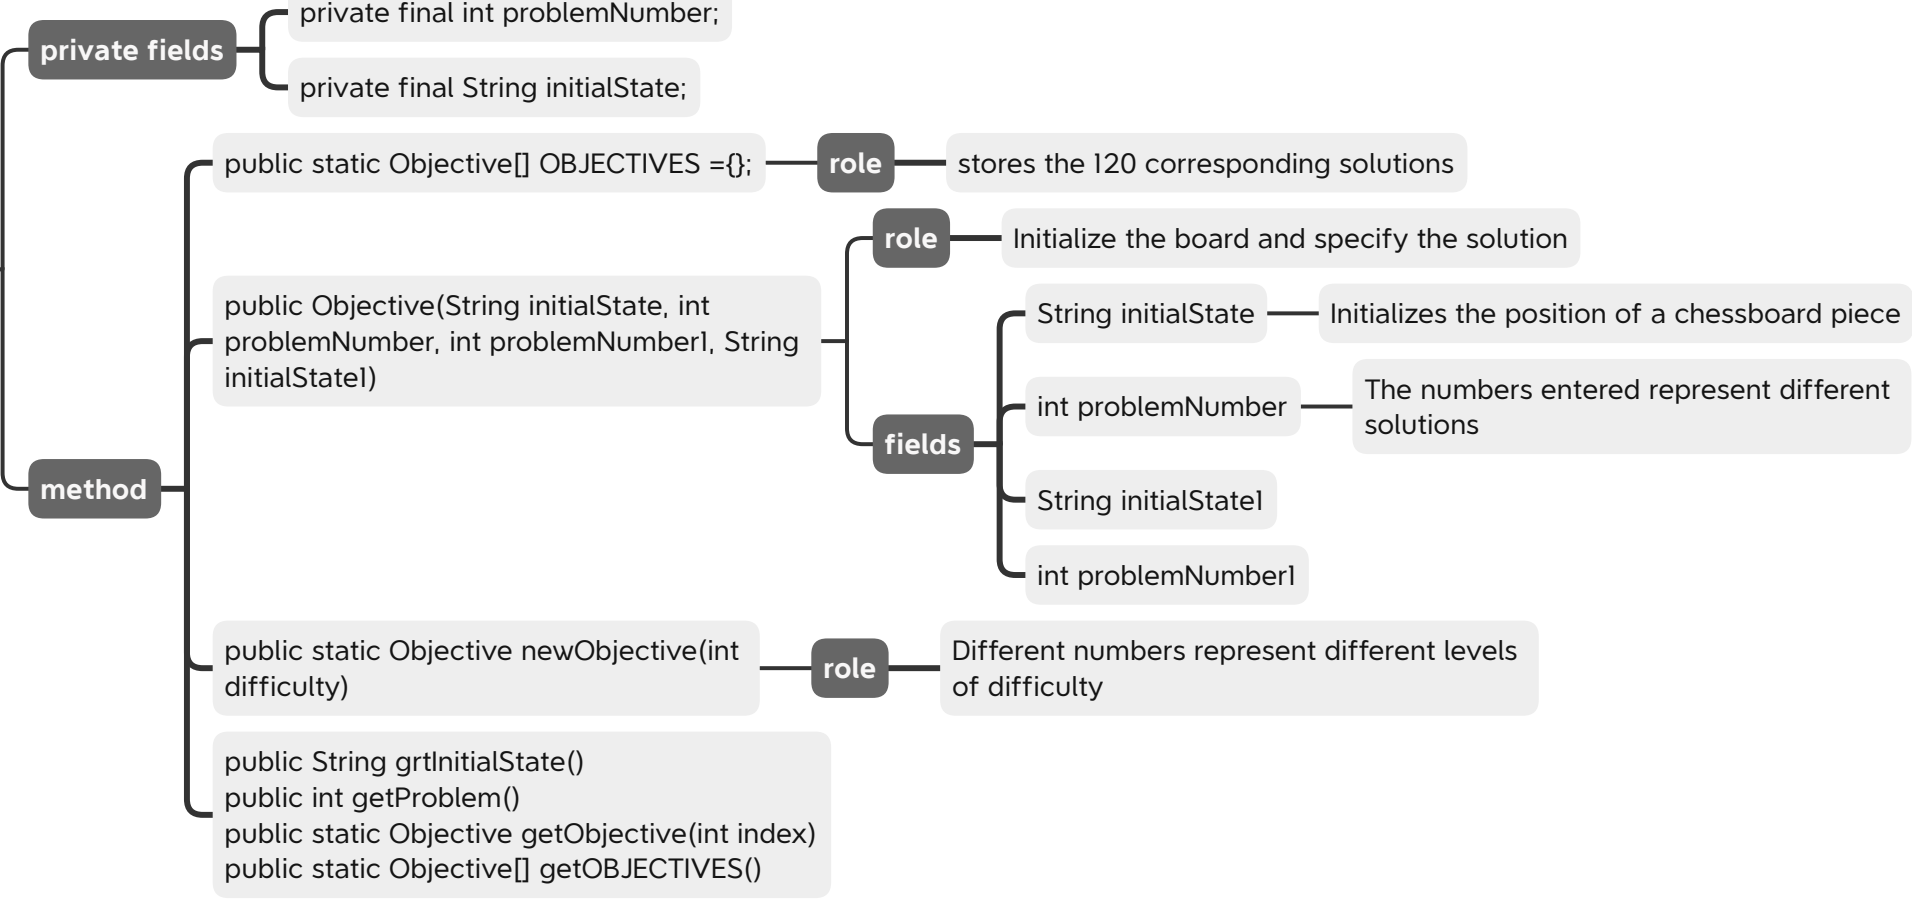 private final int problemNumber;
private fields
private final String initialState;
public static Objective[] OBJECTIVES ={};
role
stores the 120 corresponding solutions
role
Initialize the board and specify the solution
public Objective(String initialState, int
problemNumber, int problemNumber1, String
initialState1)
String initialState
Initializes the position of a chessboard piece
int problemNumber
The numbers entered represent different
solutions
fields
String initialState1
int problemNumber1
method
public static Objective newObjective(int
difficulty)
role
Different numbers represent different levels
of difficulty
public String grtInitialState()
public int getProblem()
public static Objective getObjective(int index)
public static Objective[] getOBJECTIVES()